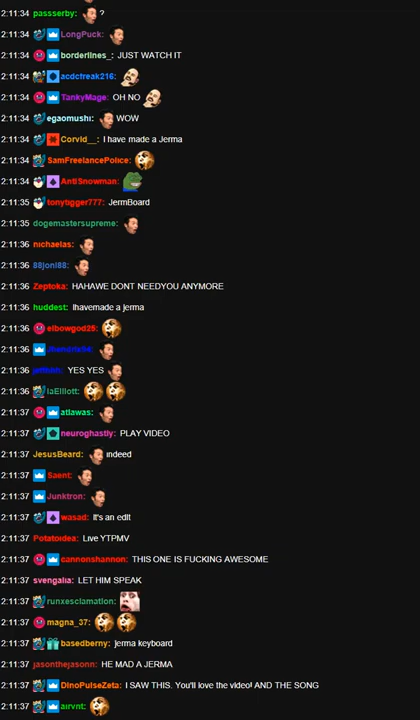 2:11:34 passserby: ?
2:11:34 LongPuck:
2:11:34 borderlines_: JUST WATCH IT
2:11:34 acdcfreak216:
2:11:34 TankyMage: OH NO
2:11:34 egaomushi: WOW
2:11:34 Corvid__: I have made a Jerma
2:11:34 SamFreelancePolice:
2:11:34 AntiSnowman:
2:11:35 tonytigger777: JermBoard
2:11:35 dogemastersupreme:
2:11:36 nichaelas:
2:11:36 88joni88:
2:11:36 Zeptoka: HAHAWE DONT NEEDYOU ANYMORE
2:11:36 huddest: Ihavemade a jerma
2:11:36 elbowgod25:
2:11:36
2:11:36 YES YES
2:11:36 laElliott:
2:11:37 atlawas:
2:11:37 neuroghastly: PLAY VIDEO
2:11:37 JesusBeard: indeed
2:11:37 Saent:
2:11:37 Junktron:
2:11:37 wasad: it's an edit
2:11:37 Potatoidea: Live YTPMV
2:11:37 cannonshannon: THIS ONE IS FUCKING AWESOME
2:11:37 svengalia: LET HIM SPEAK
2:11:37 runxesclamation:
2:11:37 magna_37:
2:11:37 basedberny: jerma keyboard
2:11:37 jasonthejasonn: HE MAD A JERMA
2:11:37 DinoPulseZeta: I SAW THIS. You'll love the video! AND THE SONG
2:11:37 airvnt: